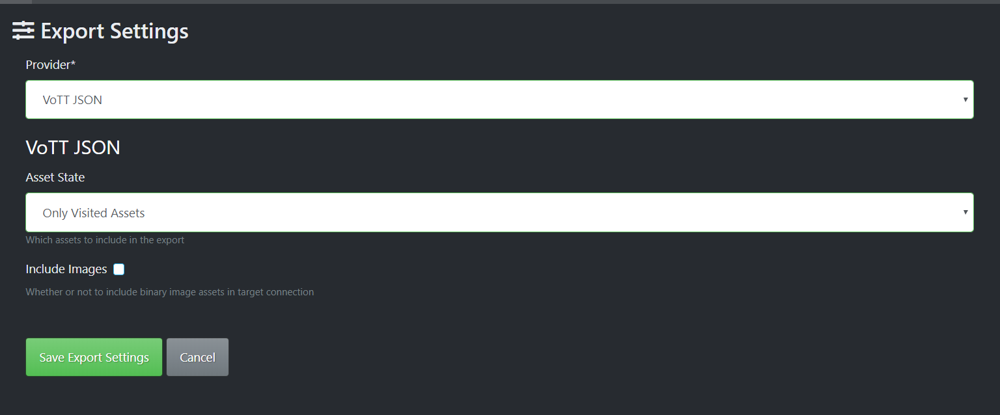 Export Settings
Provider*
VoTT JSON
VoTT JSON
Asset State
Only Visited Assets
Which assets to include in the export
Include Images
Whether or not to include binary image assets in target connection
Save Export Settings Cancel